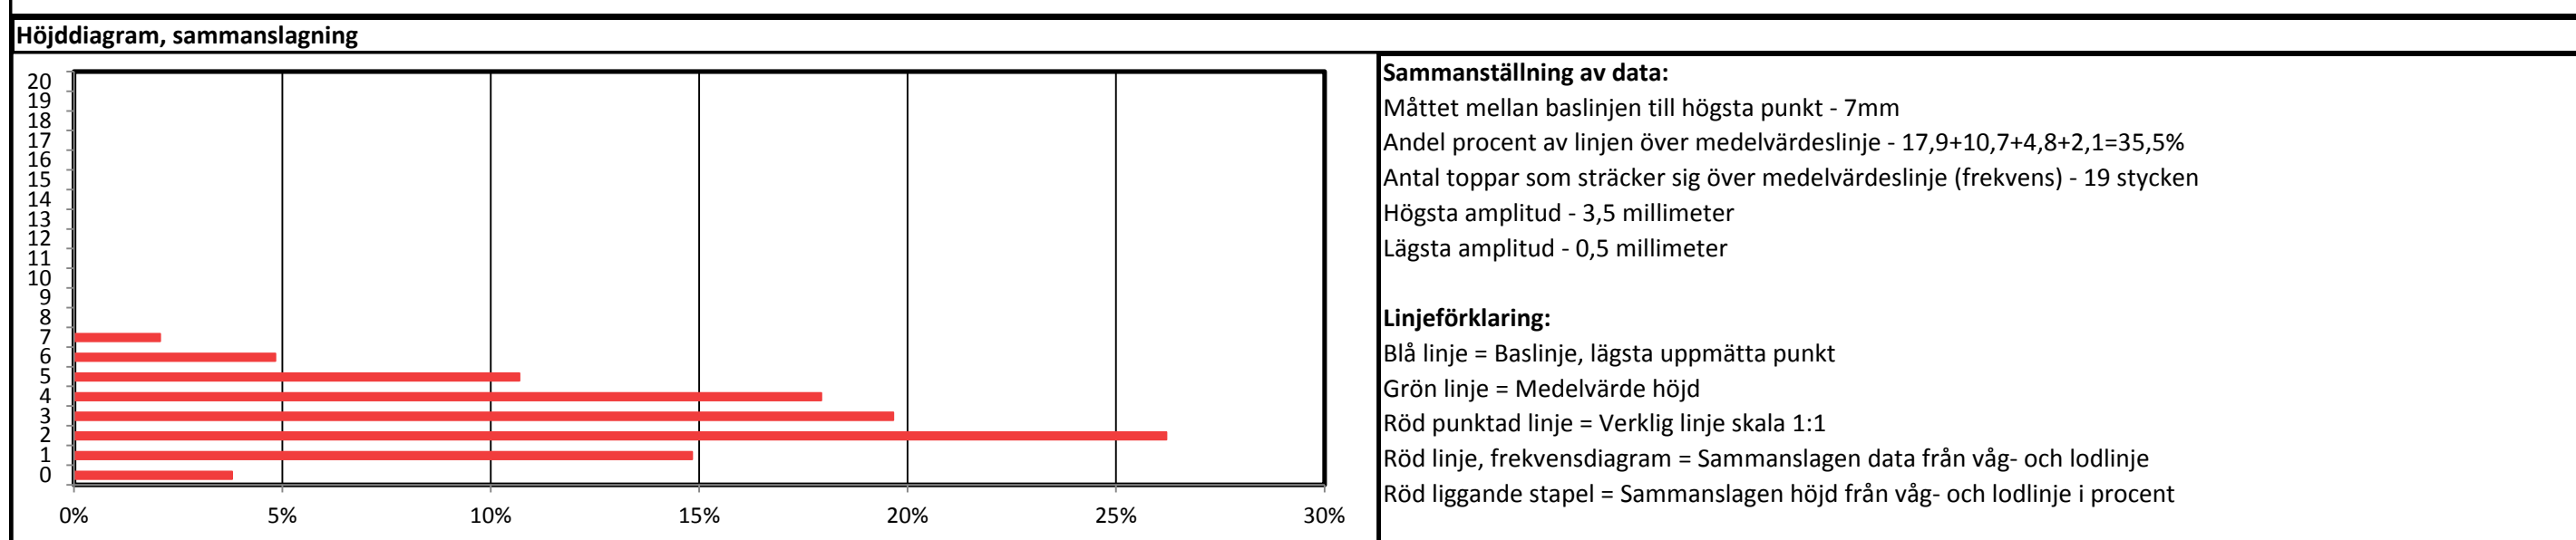 Höjddiagram, sammanslagning
20
19
18
17
16
15
14
13
12
11
10
9
8
7
6
5
4
3
2
1
0
0% 5% 10% 15% 20% 25% 30%
Sammanställning av data:
Måttet mellan baslinjen till högsta punkt - 7mm
Andel procent av linjen över medelvärdeslinje - 17,9+10,7+4,8+2,1=35,5%
Antal toppar som sträcker sig över medelvärdeslinje (frekvens) - 19 stycken
Högsta amplitud - 3,5 millimeter
Lägsta amplitud - 0,5 millimeter
Linjeförklaring:
Blå linje = Baslinje, lägsta uppmätta punkt
Grön linje = Medelvärde höjd
Röd punktad linje = Verklig linje skala 1:1
Röd linje, frekvensdiagram = Sammanslagen data från våg- och lodlinje
Röd liggande stapel = Sammanslagen höjd från våg- och lodlinje i procent